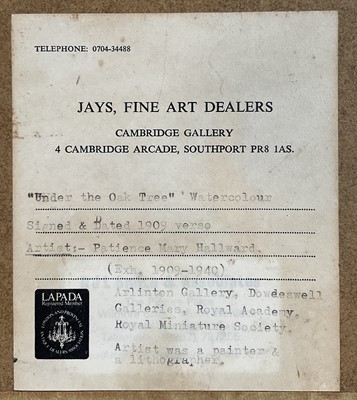 TELEPHONE: 0704-34488
JAYS, FINE ART DEALERS
CAMBRIDGE GALLERY
4 CAMBRIDGE ARCADE, SOUTHPORT PR8 1AS.
"Under the Oak Tree" Watercolour
Signed & Dated 1909 verso
Artist:- Patience Mary Hallward.
(Exh. 1909-1940)
Arlinton Gallery, Dowdeswell
Galleries, Royal Academy,
Royal Miniature Society.
Artist was a painter &
a lithographer.
LAPADA
Registered Member